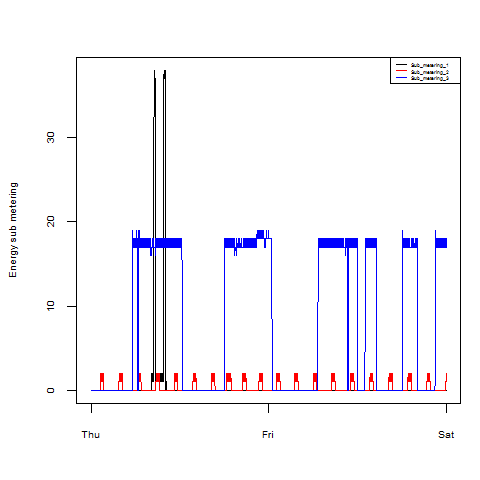 Sub_metering_1
Sub_metering_2
Sub_metering_3
Energy sub metering
30
20
10
0
Thu Fri Sat